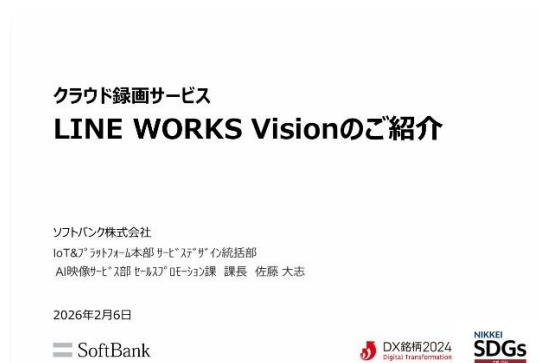 クラウド録画サービス
LINE WORKS Visionのご紹介
ソフトバンク株式会社
IoT&ﾌﾟﾗｯﾄﾌｫｰﾑ本部 ｻｰﾋﾞｽﾃﾞｻﾞｲﾝ統括部
AI映像ｻｰﾋﾞｽ部 ｾｰﾙｽﾌﾟﾛﾓｰｼｮﾝ課 課長 佐藤 大志
2026年2月6日
SoftBank
DX銘柄2024
Digital Transformation
NIKKEI
SDGs